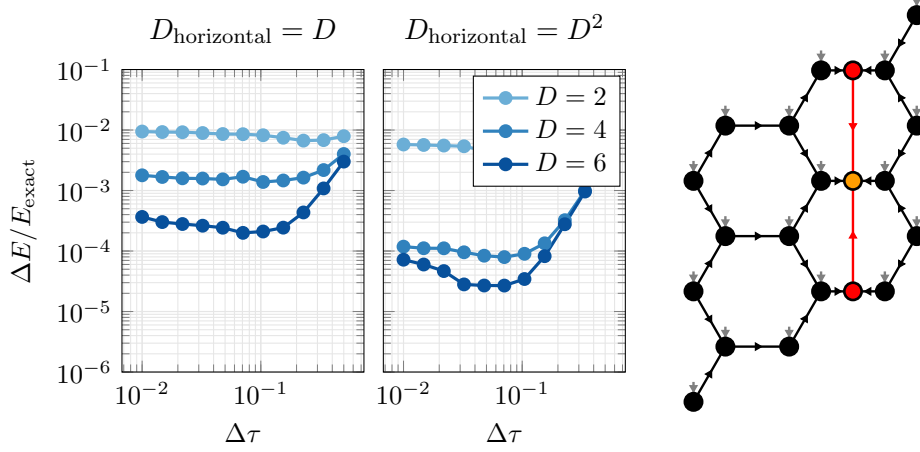 D_horizontal = D
D_horizontal = D²
ΔE/E_exact
10⁻¹
10⁻²
10⁻³
10⁻⁴
10⁻⁵
10⁻⁶
D = 2
D = 4
D = 6
10⁻² 10⁻¹
10⁻² 10⁻¹
Δτ
Δτ